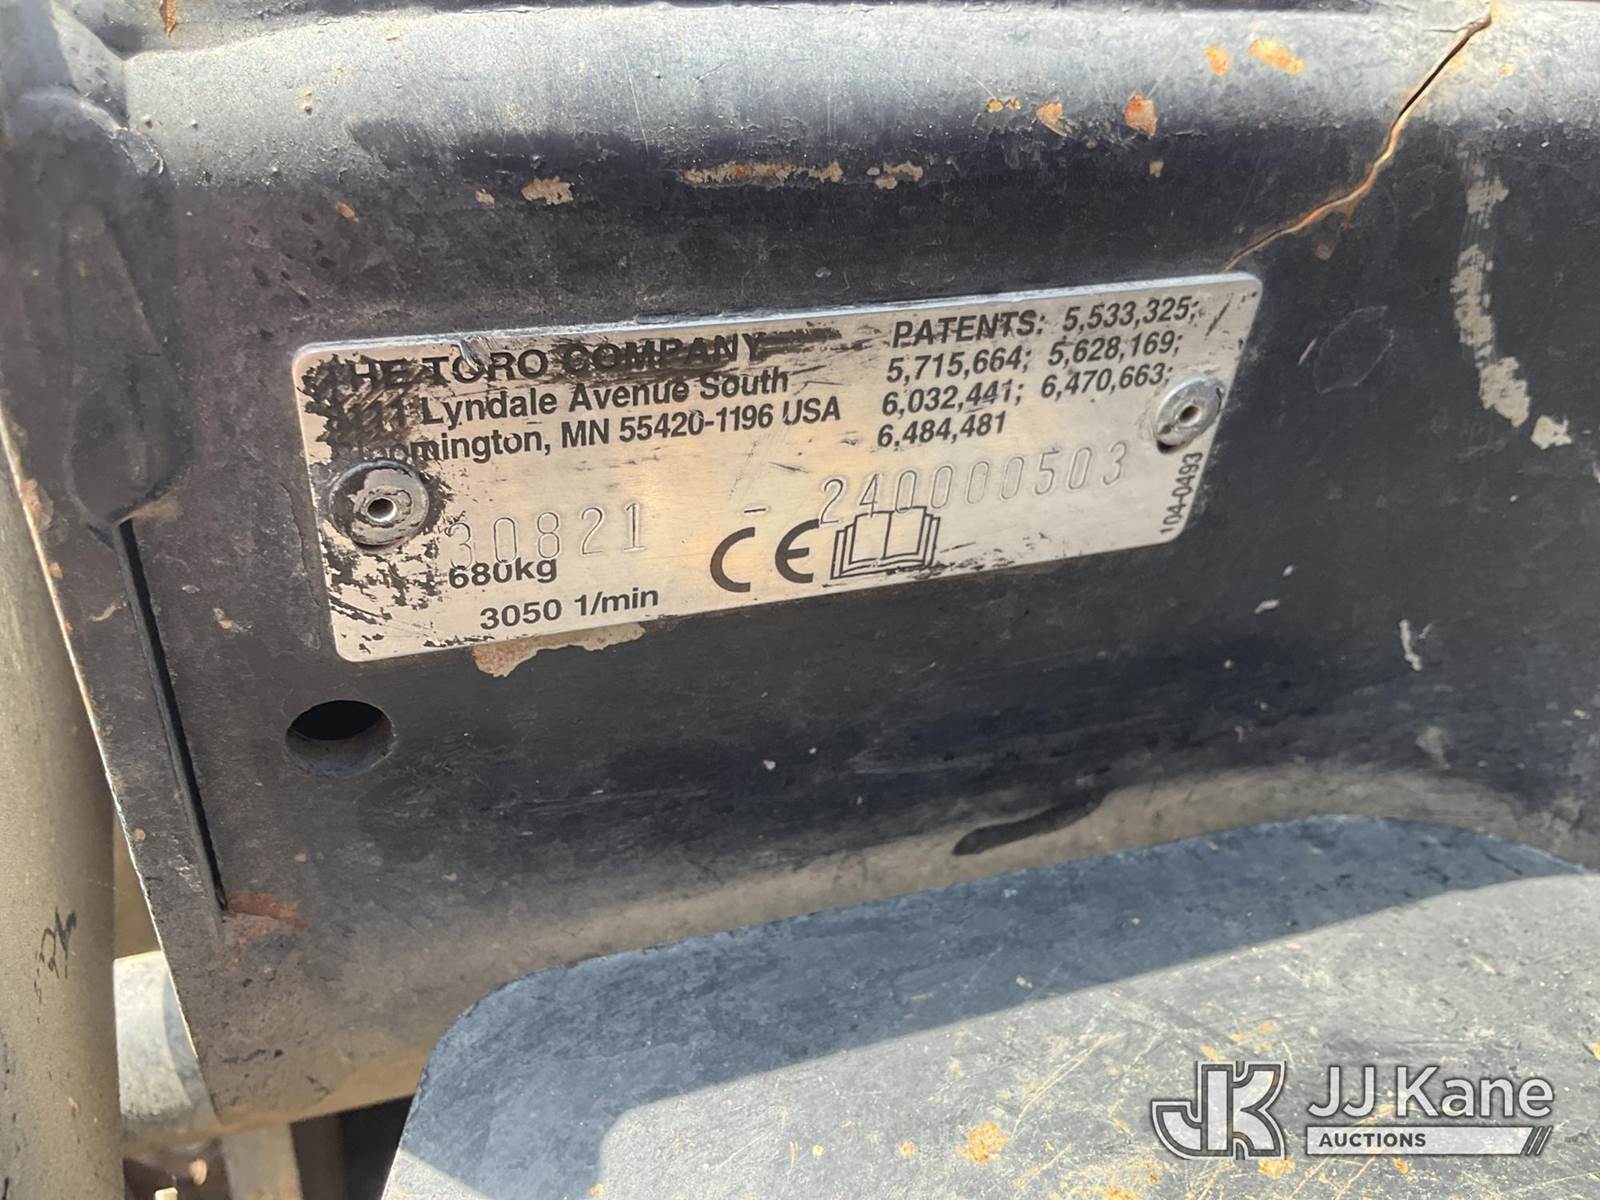 THE TORO COMPANY
8111 Lyndale Avenue South
Bloomington, MN 55420-1196 USA
PATENTS: 5,533,325;
5,715,664; 5,628,169;
6,032,441; 6,470,663;
6,484,481
30821 - 240000503
680kg
3050 1/min
CE
104-0493
JK
JJ Kane
AUCTIONS